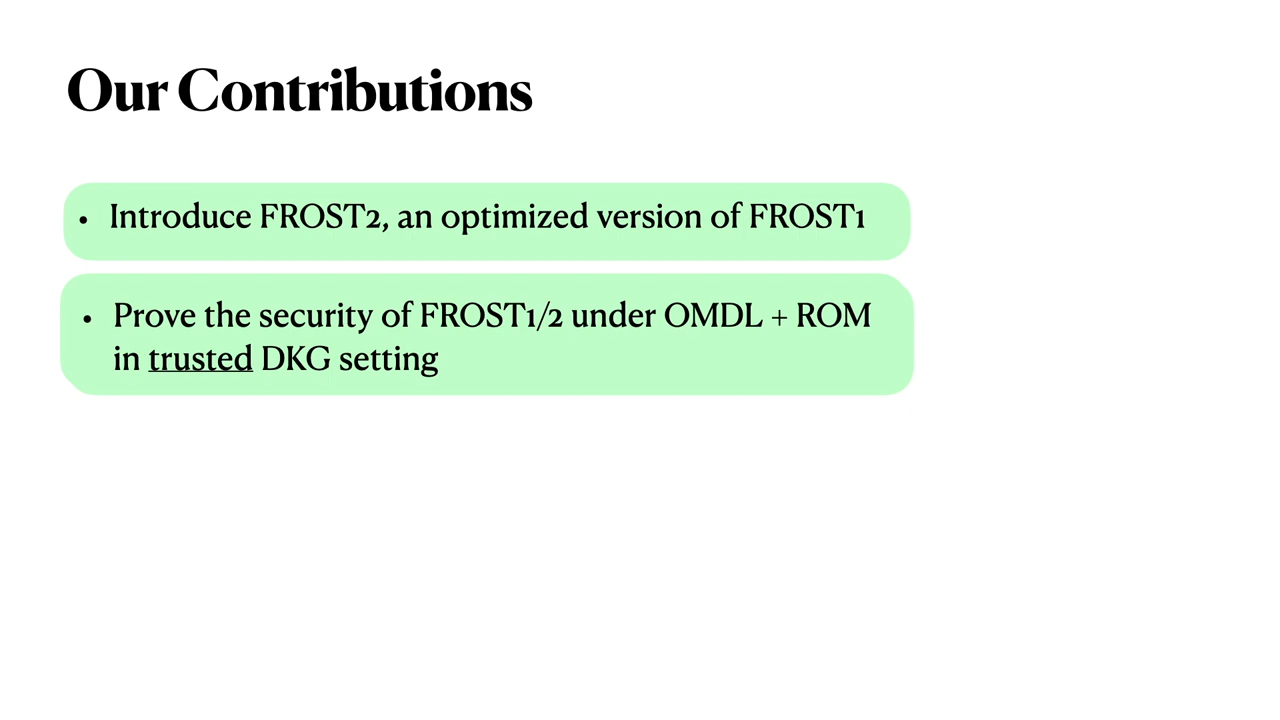 Our Contributions
• Introduce FROST2, an optimized version of FROST1
• Prove the security of FROST1/2 under OMDL + ROM
in trusted DKG setting